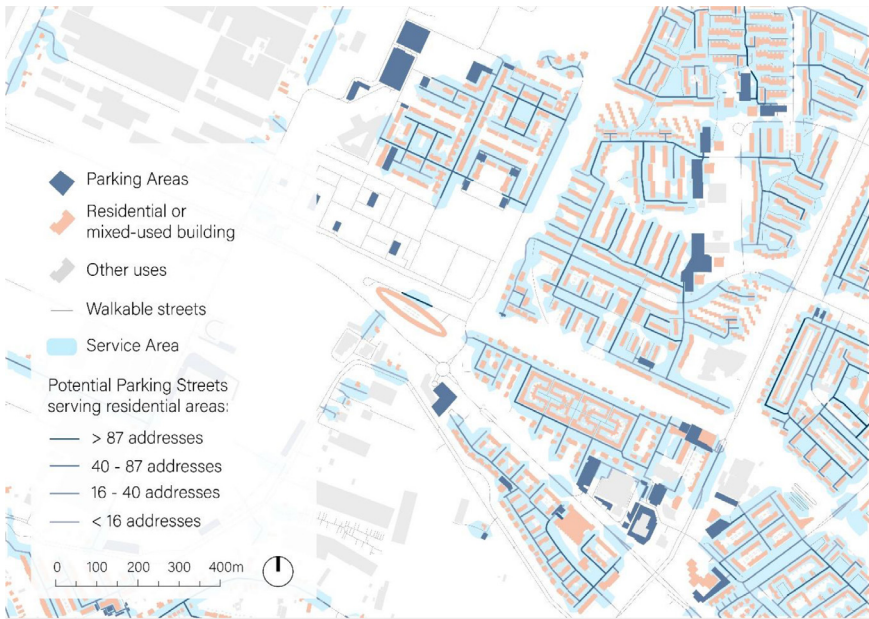 Parking Areas
Residential or
mixed-used building
Other uses
Walkable streets
Service Area
Potential Parking Streets
serving residential areas:
> 87 addresses
40 - 87 addresses
16 - 40 addresses
< 16 addresses
0 100 200 300 400m